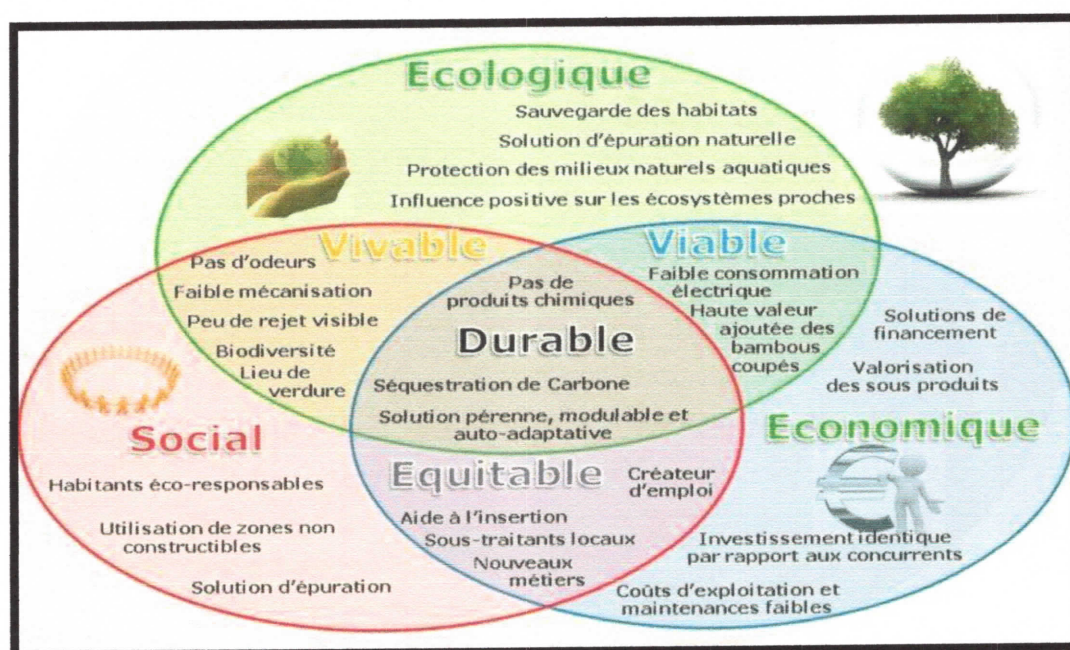 Ecologique
Sauvegarde des habitats
Solution d'épuration naturelle
Protection des milieux naturels aquatiques
Influence positive sur les écosystèmes proches
Vivable
Pas d'odeurs
Faible mécanisation
Peu de rejet visible
Biodiversité
Lieu de
verdure
Viable
Faible consommation
électrique
Haute valeur
ajoutée des
bambous
coupés
Pas de
produits chimiques
Durable
Séquestration de Carbone
Solution pérenne, modulable et
auto-adaptative
Solutions de
financement
Valorisation
des sous produits
Economique
Investissement identique
par rapport aux concurrents
Coûts d'exploitation et
maintenances faibles
Social
Habitants éco-responsables
Utilisation de zones non
constructibles
Solution d'épuration
Equitable
Créateur
d'emploi
Aide à l'insertion
Sous-traitants locaux
Nouveaux
métiers